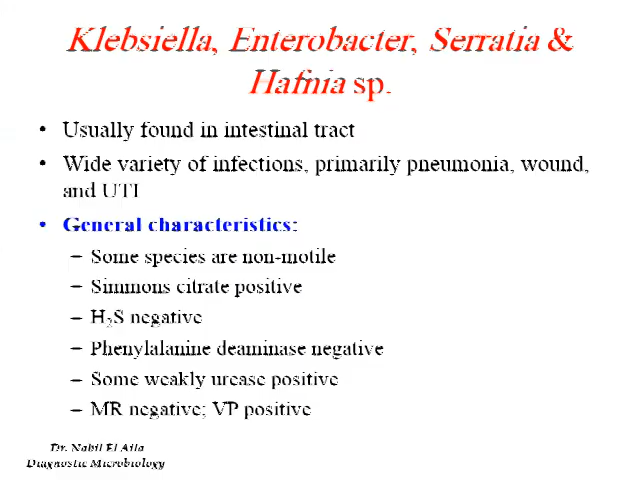 Klebsiella, Enterobacter, Serratia &
Hafnia sp.
• Usually found in intestinal tract
• Wide variety of infections, primarily pneumonia, wound,
and UTI
• General characteristics:
– Some species are non-motile
– Simmons citrate positive
– H₂S negative
– Phenylalanine deaminase negative
– Some weakly urease positive
– MR negative; VP positive
Dr. Nabil El Aila
Diagnostic Microbiology